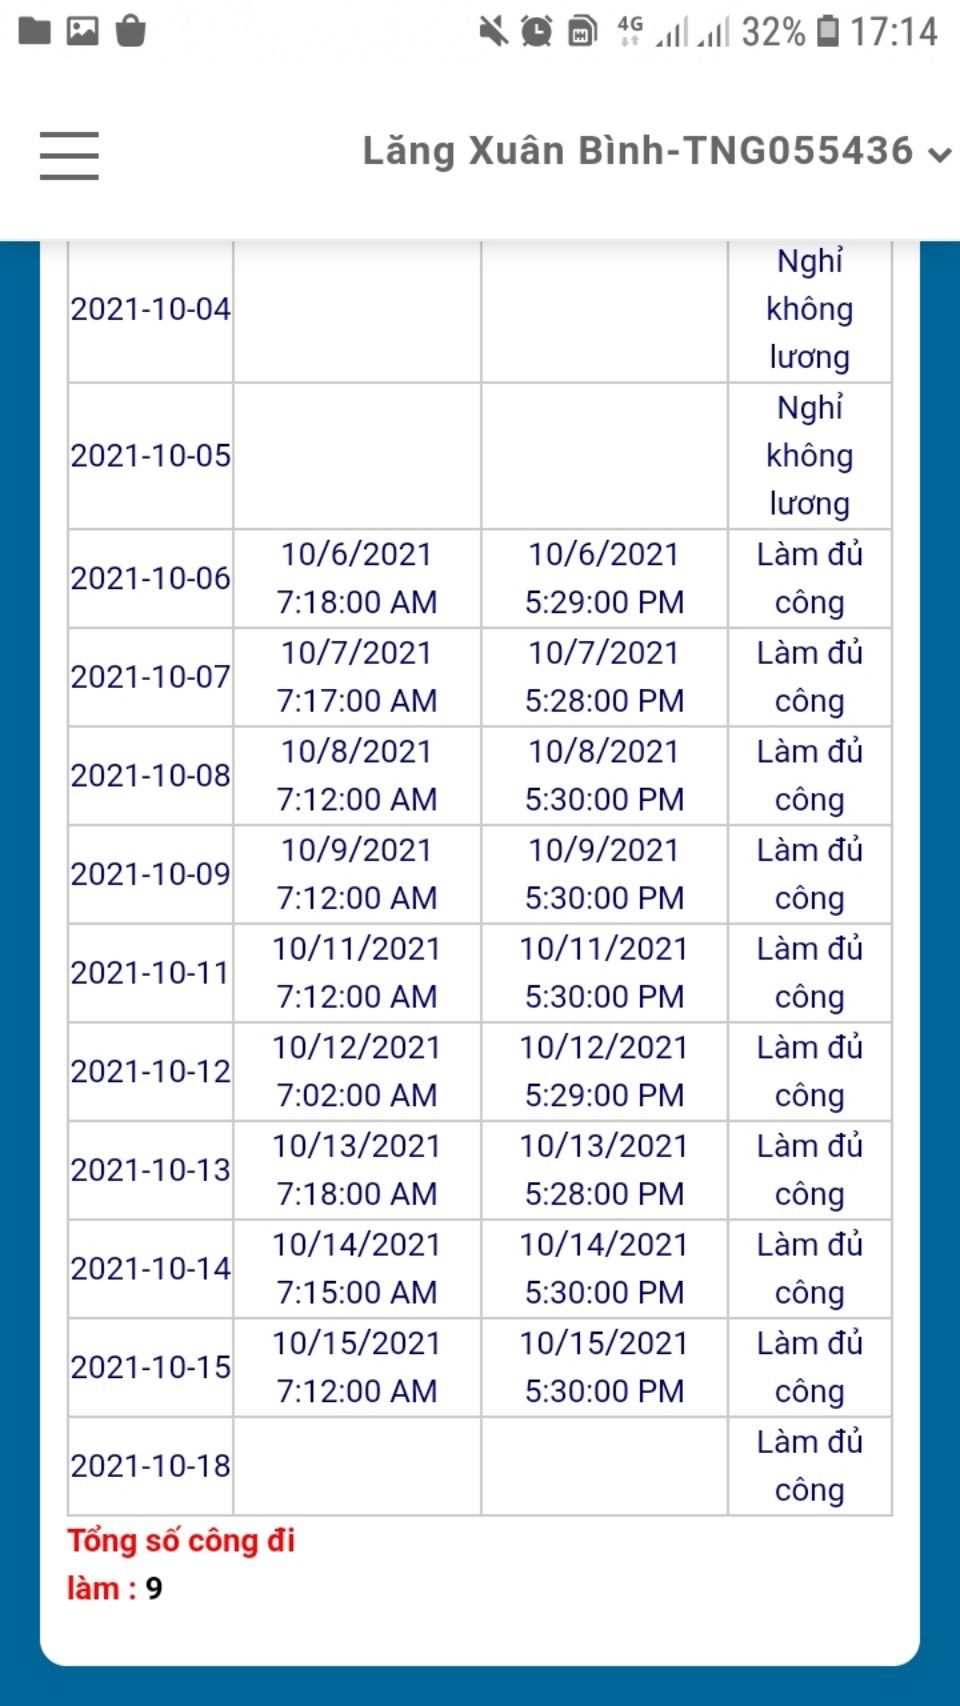 4G 32% 17:14
Lăng Xuân Bình-TNG055436
Nghỉ
2021-10-04 không
lương
Nghỉ
2021-10-05 không
lương
2021-10-06 10/6/2021 10/6/2021 Làm đủ
7:18:00 AM 5:29:00 PM công
2021-10-07 10/7/2021 10/7/2021 Làm đủ
7:17:00 AM 5:28:00 PM công
2021-10-08 10/8/2021 10/8/2021 Làm đủ
7:12:00 AM 5:30:00 PM công
2021-10-09 10/9/2021 10/9/2021 Làm đủ
7:12:00 AM 5:30:00 PM công
2021-10-11 10/11/2021 10/11/2021 Làm đủ
7:12:00 AM 5:30:00 PM công
2021-10-12 10/12/2021 10/12/2021 Làm đủ
7:02:00 AM 5:29:00 PM công
2021-10-13 10/13/2021 10/13/2021 Làm đủ
7:18:00 AM 5:28:00 PM công
2021-10-14 10/14/2021 10/14/2021 Làm đủ
7:15:00 AM 5:30:00 PM công
2021-10-15 10/15/2021 10/15/2021 Làm đủ
7:12:00 AM 5:30:00 PM công
2021-10-18 Làm đủ
công
Tổng số công đi
làm : 9